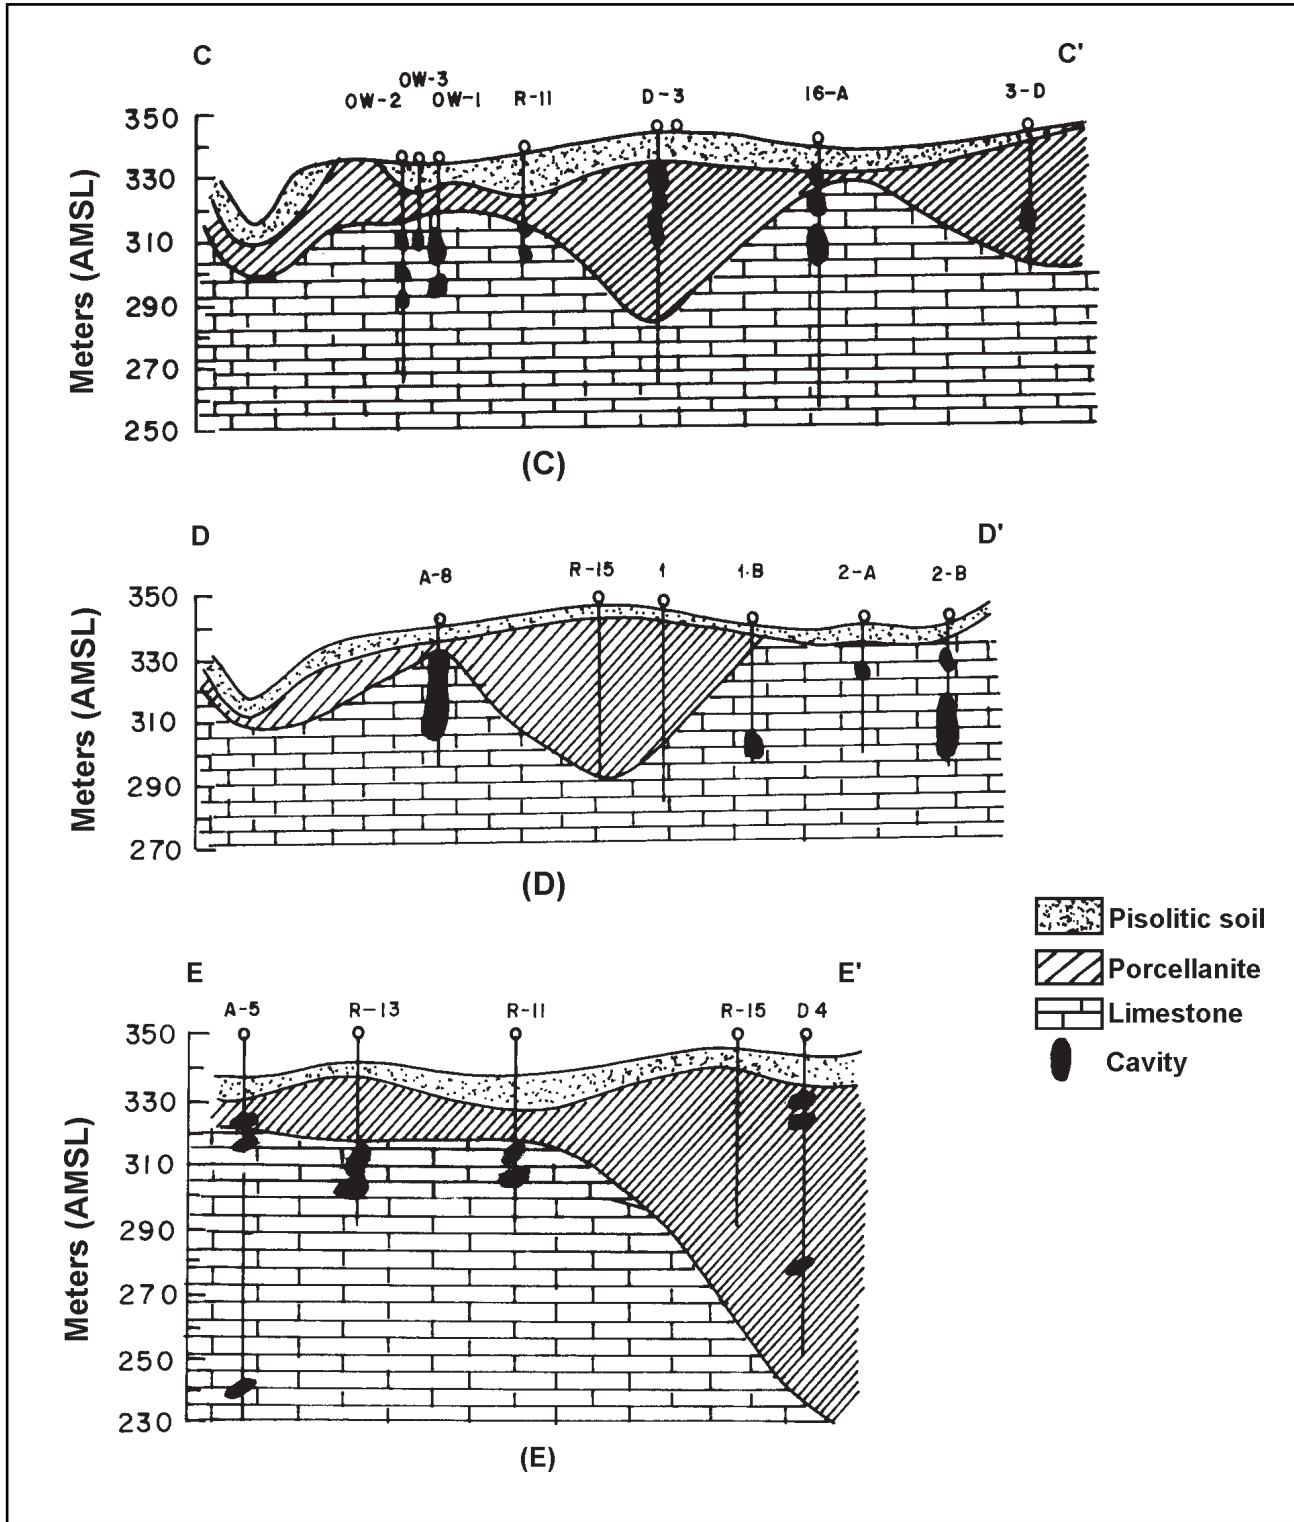 C C'
OW-3
OW-2 OW-1 R-11 D-3 16-A 3-D
350
330
310
290
270
250
Meters (AMSL)
(C)
D D'
A-8 R-15 1 1.B 2-A 2-B
350
330
310
290
270
Meters (AMSL)
(D)
Pisolitic soil
Porcellanite
Limestone
Cavity
E E'
A-5 R-13 R-11 R-15 D4
350
330
310
290
270
250
230
Meters (AMSL)
(E)